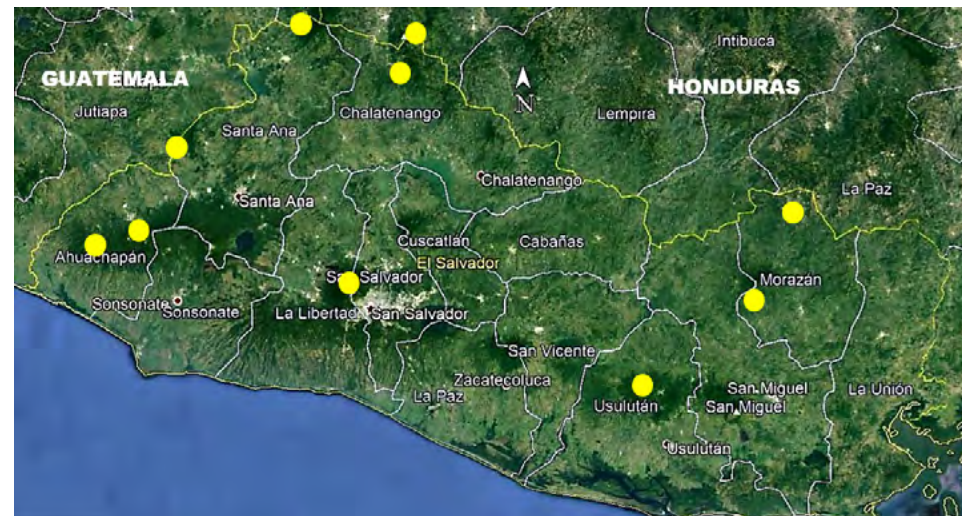 Intibucá
GUATEMALA
HONDURAS
Jutiapa
N
Chalatenango
Lempira
Santa Ana
Chalatenango
La Paz
Santa Ana
Cuscatlán
Cabañas
Ahuachapán
El Salvador
San Salvador
Morazán
Sonsonate
Sonsonate
La Libertad
San Salvador
San Vicente
Zacatecoluca
La Paz
Usulután
San Miguel
San Miguel
La Unión
Usulután